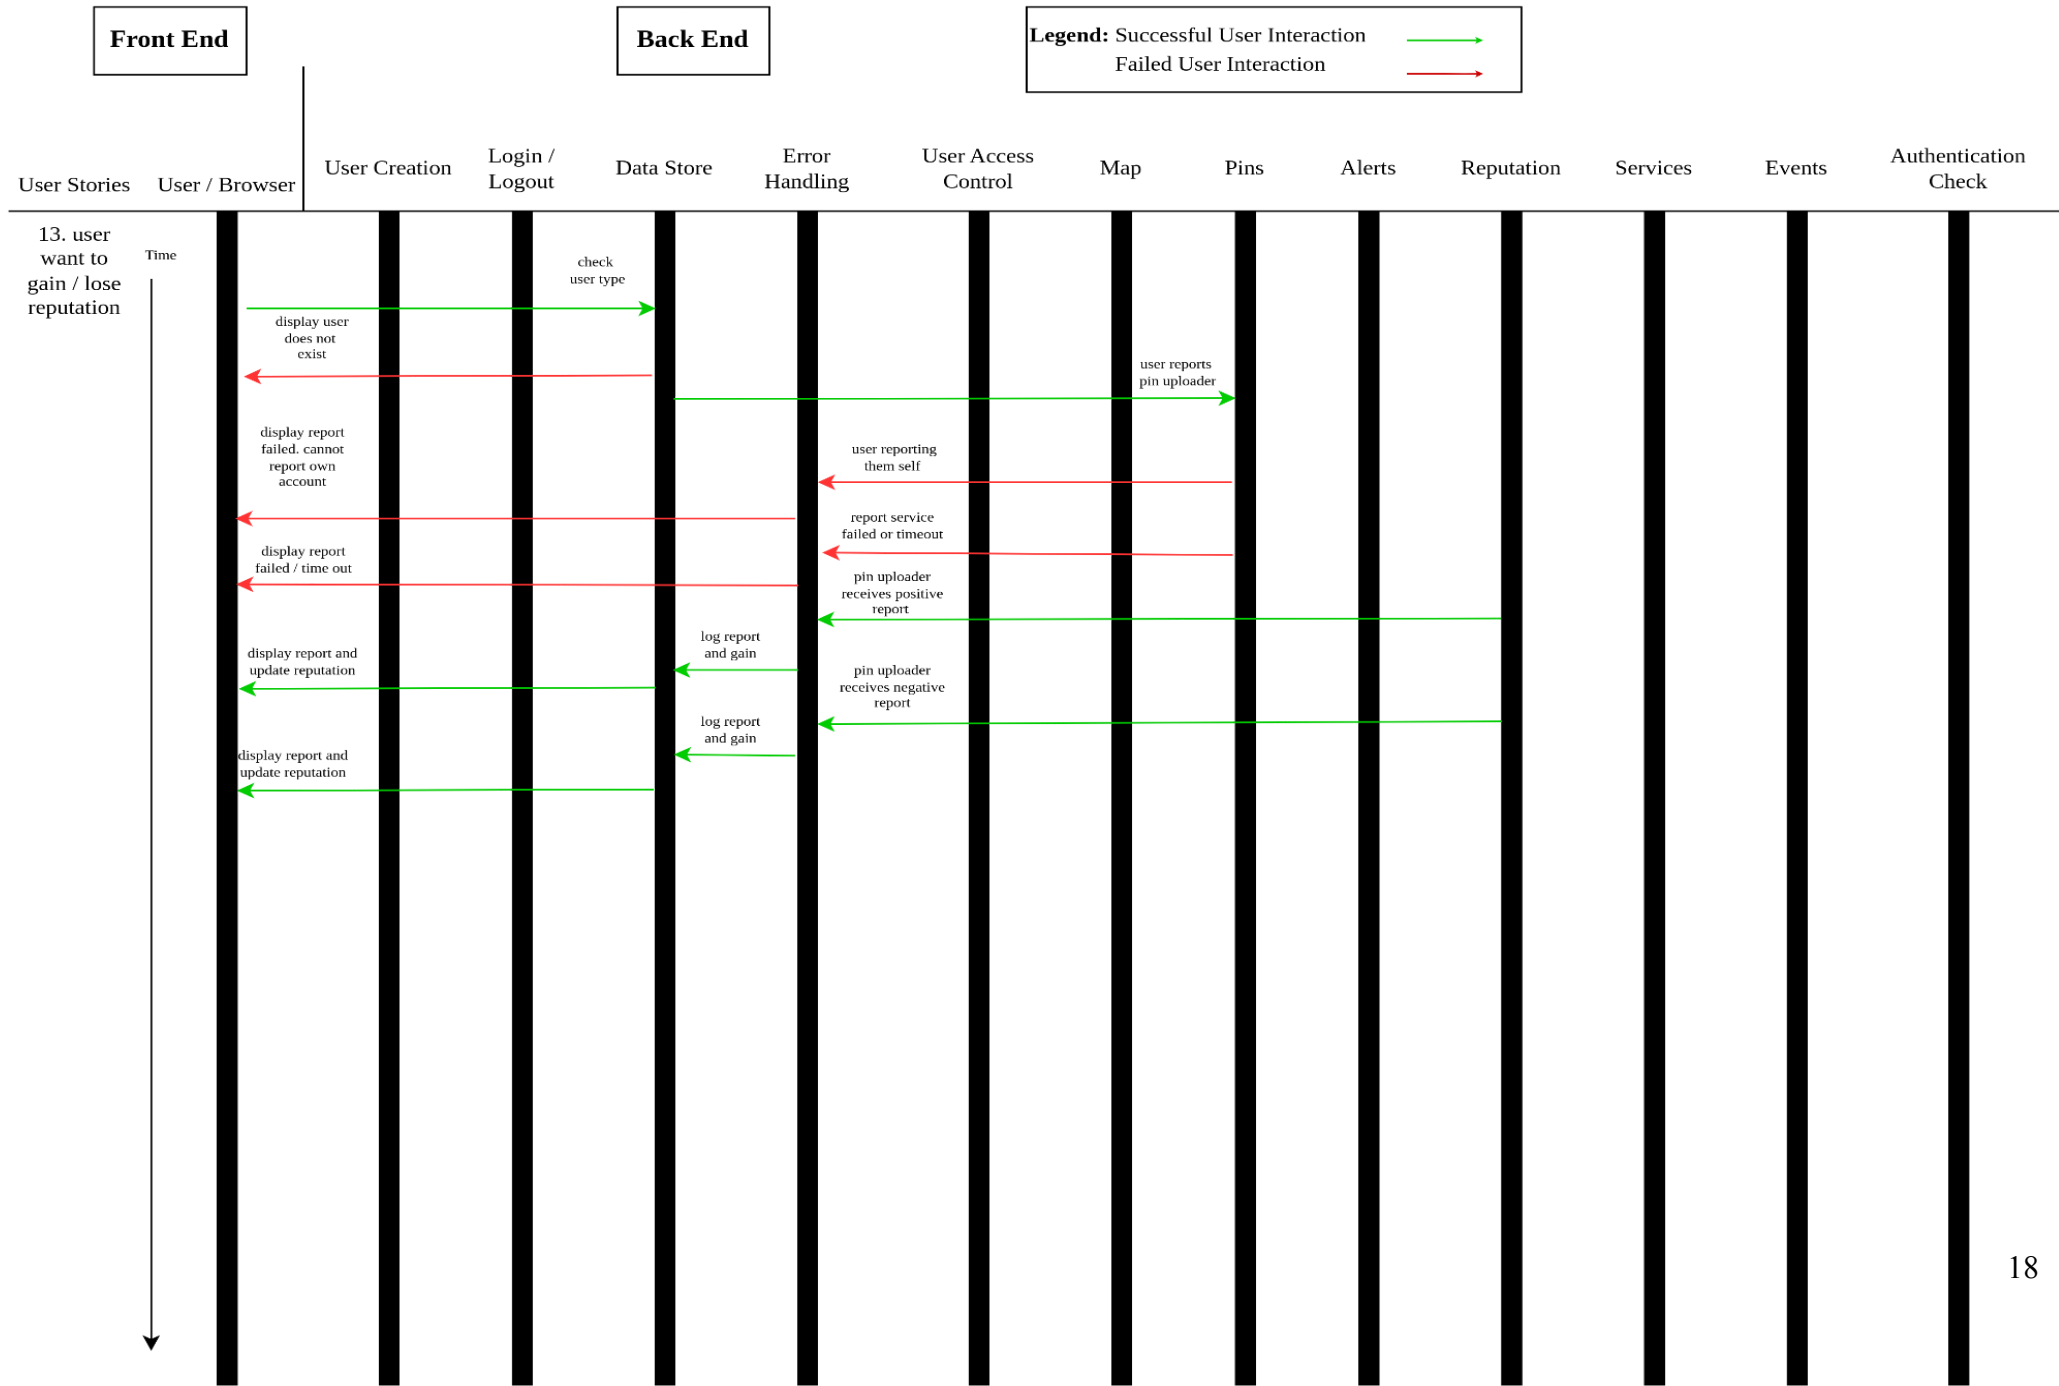 Front End
Back End
Legend: Successful User Interaction
Failed User Interaction
User Stories
User / Browser
User Creation
Login /
Logout
Data Store
Error
Handling
User Access
Control
Map
Pins
Alerts
Reputation
Services
Events
Authentication
Check
13. user
want to
gain / lose
reputation
Time
check
user type
display user
does not
exist
user reports
pin uploader
display report
failed. cannot
report own
account
user reporting
them self
report service
failed or timeout
display report
failed / time out
pin uploader
receives positive
report
log report
and gain
display report and
update reputation
pin uploader
receives negative
report
log report
and gain
display report and
update reputation
18